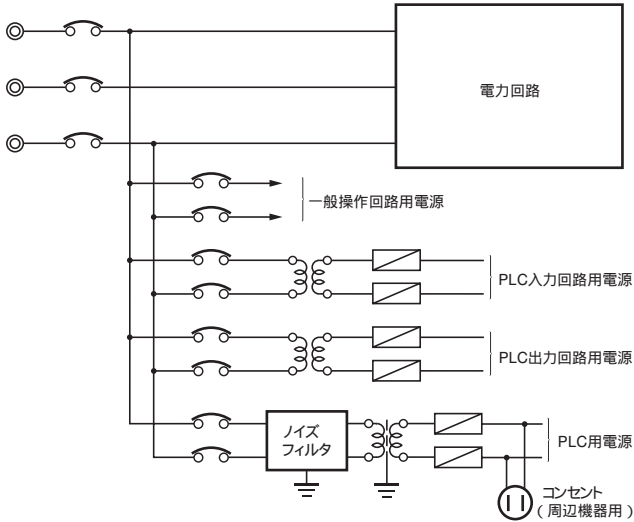 電力回路
一般操作回路用電源
PLC入力回路用電源
PLC出力回路用電源
ノイズ
フィルタ
PLC用電源
コンセント
（周辺機器用）